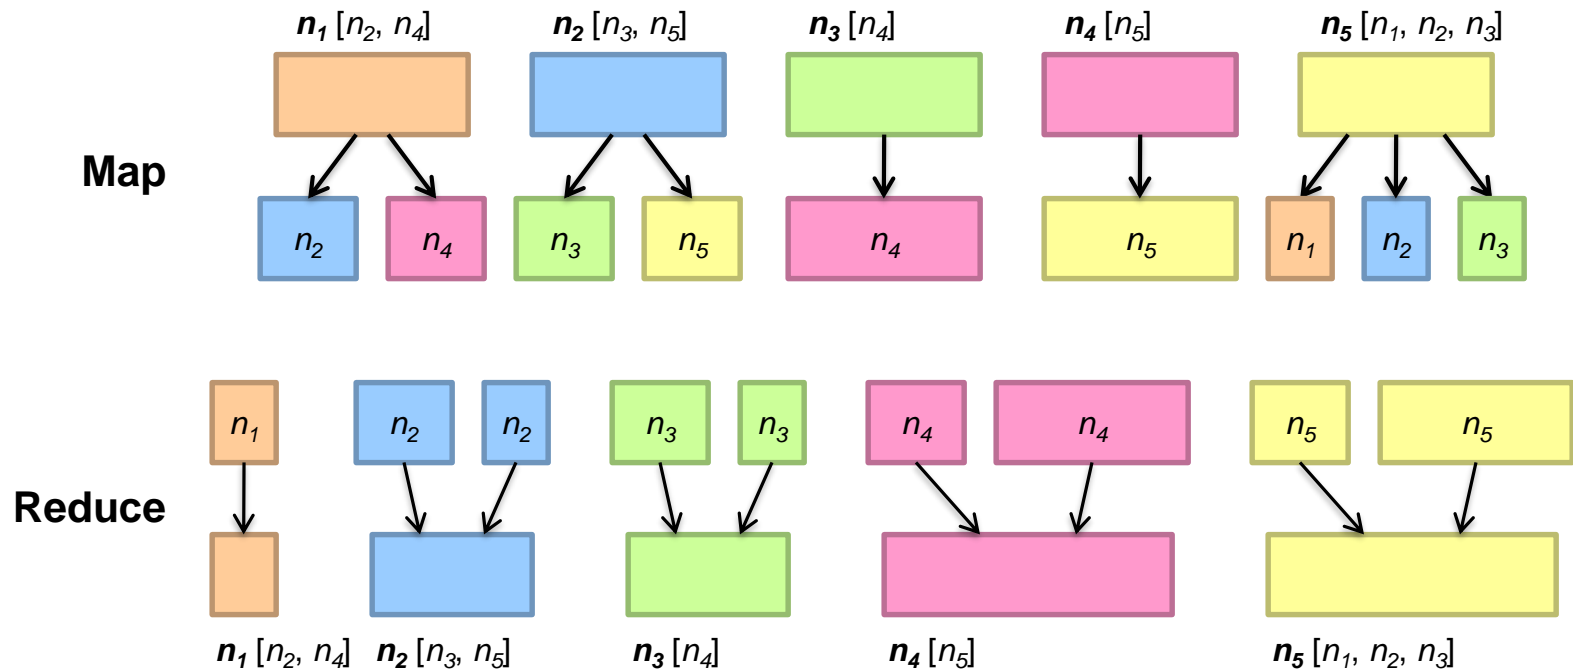 n1 [n2, n4] n2 [n3, n5] n3 [n4] n4 [n5] n5 [n1, n2, n3]
Map
n2 n4 n3 n5 n4 n5 n1 n2 n3
n1 n2 n2 n3 n3 n4 n4 n5 n5
Reduce
n1 [n2, n4] n2 [n3, n5] n3 [n4] n4 [n5] n5 [n1, n2, n3]